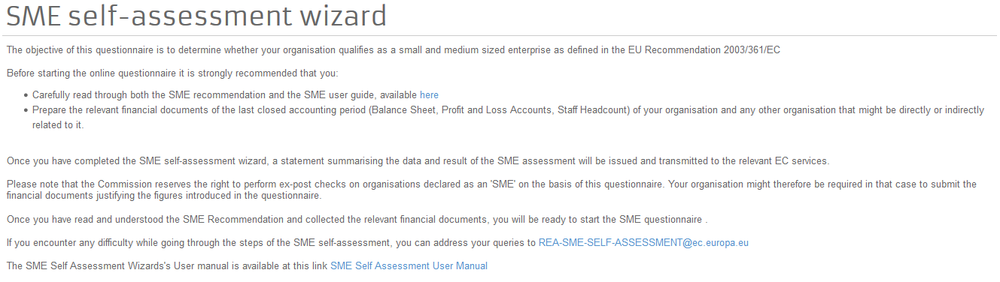 SME self-assessment wizard
The objective of this questionnaire is to determine whether your organisation qualifies as a small and medium sized enterprise as defined in the EU Recommendation 2003/361/EC
Before starting the online questionnaire it is strongly recommended that you:
• Carefully read through both the SME recommendation and the SME user guide, available here
• Prepare the relevant financial documents of the last closed accounting period (Balance Sheet, Profit and Loss Accounts, Staff Headcount) of your organisation and any other organisation that might be directly or indirectly
related to it.
Once you have completed the SME self-assessment wizard, a statement summarising the data and result of the SME assessment will be issued and transmitted to the relevant EC services.
Please note that the Commission reserves the right to perform ex-post checks on organisations declared as an 'SME' on the basis of this questionnaire. Your organisation might therefore be required in that case to submit the
financial documents justifying the figures introduced in the questionnaire.
Once you have read and understood the SME Recommendation and collected the relevant financial documents, you will be ready to start the SME questionnaire .
If you encounter any difficulty while going through the steps of the SME self-assessment, you can address your queries to REA-SME-SELF-ASSESSMENT@ec.europa.eu
The SME Self Assessment Wizards's User manual is available at this link SME Self Assessment User Manual